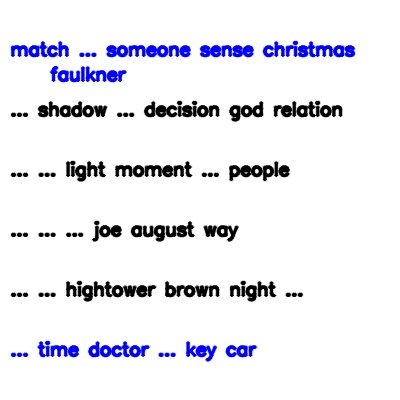 match ... someone sense christmas
faulkner
... shadow ... decision god relation
... ... light moment ... people
... ... ... joe august way
... ... hightower brown night ...
... time doctor ... key car